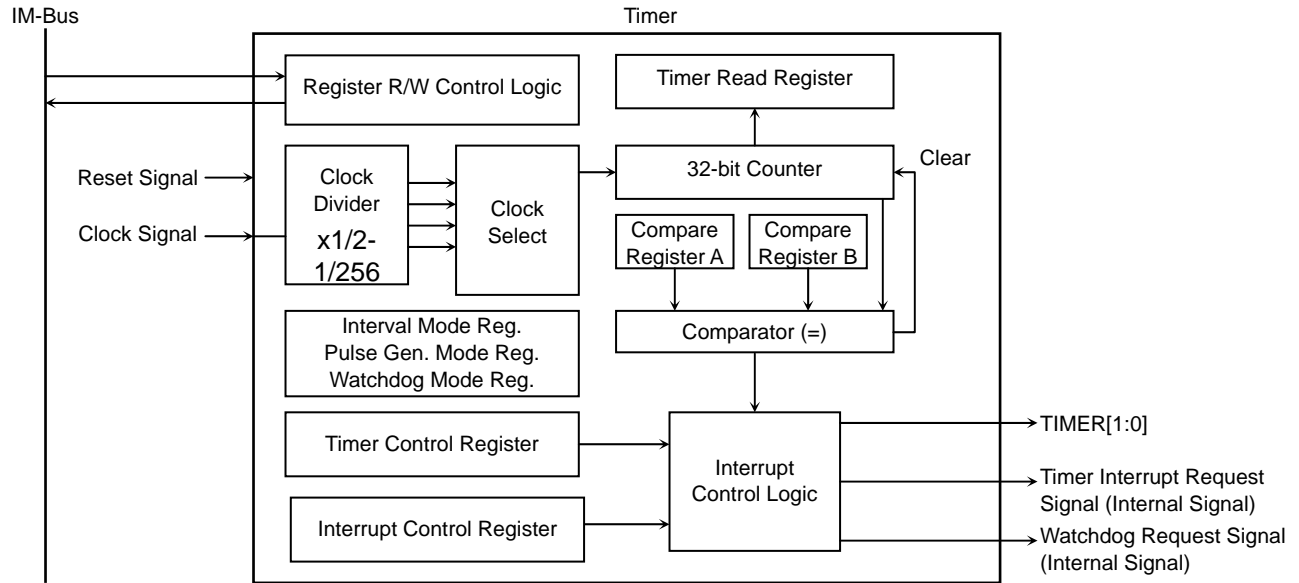 IM-Bus
Timer
Register R/W Control Logic
Timer Read Register
Reset Signal
Clock Signal
Clock
Divider
x1/2-
1/256
Clock
Select
32-bit Counter
Clear
Compare
Register A
Compare
Register B
Comparator (=)
Interval Mode Reg.
Pulse Gen. Mode Reg.
Watchdog Mode Reg.
Timer Control Register
Interrupt Control Register
Interrupt
Control Logic
TIMER[1:0]
Timer Interrupt Request
Signal (Internal Signal)
Watchdog Request Signal
(Internal Signal)